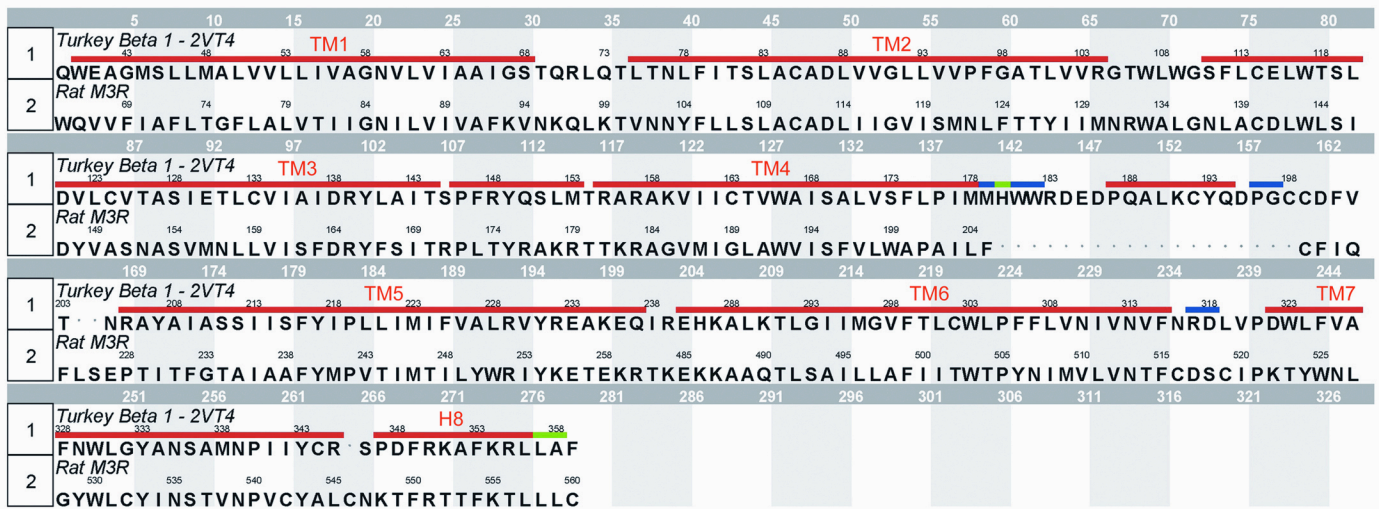 5 10 15 20 25 30 35 40 45 50 55 60 65 70 75 80
Turkey Beta 1 - 2VT4
TM1 TM2
43 48 53 58 63 68 73 78 83 88 93 98 103 108 113 118
1 QWEAGMSLLMALVVLLIVAGNVLVIAAIGSTQRLQTLTNLFITSLACADLVVGLLVVPFGATLVVRGTWLWGSFLCELWTSL
Rat M3R
69 74 79 84 89 94 99 104 109 114 119 124 129 134 139 144
2 WQVVFIAFLTGFLALVTIIGNILVIVAFKVNKQLKTVNNYFLLSLACADLIIGVISMNLFTTYIIMNRWALGNLACDLWLSI
87 92 97 102 107 112 117 122 127 132 137 142 147 152 157 162
Turkey Beta 1 - 2VT4
TM3 TM4
123 128 133 138 143 148 153 158 163 168 173 178 183 188 193 198
1 DVLCVTASIETLCVIAIDRYLAITSPFRYQSLMTRARAKVIICTVWAISALVSFLPIMMHWWRDEDPQALKCYQDPGCCDFV
Rat M3R
149 154 159 164 169 174 179 184 189 194 199 204
2 DYVASNASVMNLLVISFDRYFSITRPLTYRAKRTTKRAGVMIGLAWVISFVLWAPAILF···················CFIQ
169 174 179 184 189 194 199 204 209 214 219 224 229 234 239 244
Turkey Beta 1 - 2VT4
TM5 TM6 TM7
203 208 213 218 223 228 233 238 288 293 298 303 308 313 318 323
1 T··NRAYAIASSIISFYIPLLIMIFVALRVYREAKEQIREHKALKTLGIIMGVFTLCWLPFFLVNIVNVFNRDLVPDWLFVA
Rat M3R
228 233 238 243 248 253 258 485 490 495 500 505 510 515 520 525
2 FLSEPTITFGTAIAAFYMPVTIMTILYWRIYKETEKRTKEKKAAQTLSAILLAFIITWTPYNIMVLVNTFCDSCIPKTYWNL
251 256 261 266 271 276 281 286 291 296 301 306 311 316 321 326
Turkey Beta 1 - 2VT4
H8
328 333 338 343 348 353 358
1 FNWLGYANSAMNPIIYCR·SPDFRKAFKRLLAF
Rat M3R
530 535 540 545 550 555 560
2 GYWLCYINSTVNPVCYALCNKTFRTTFKTLLLC